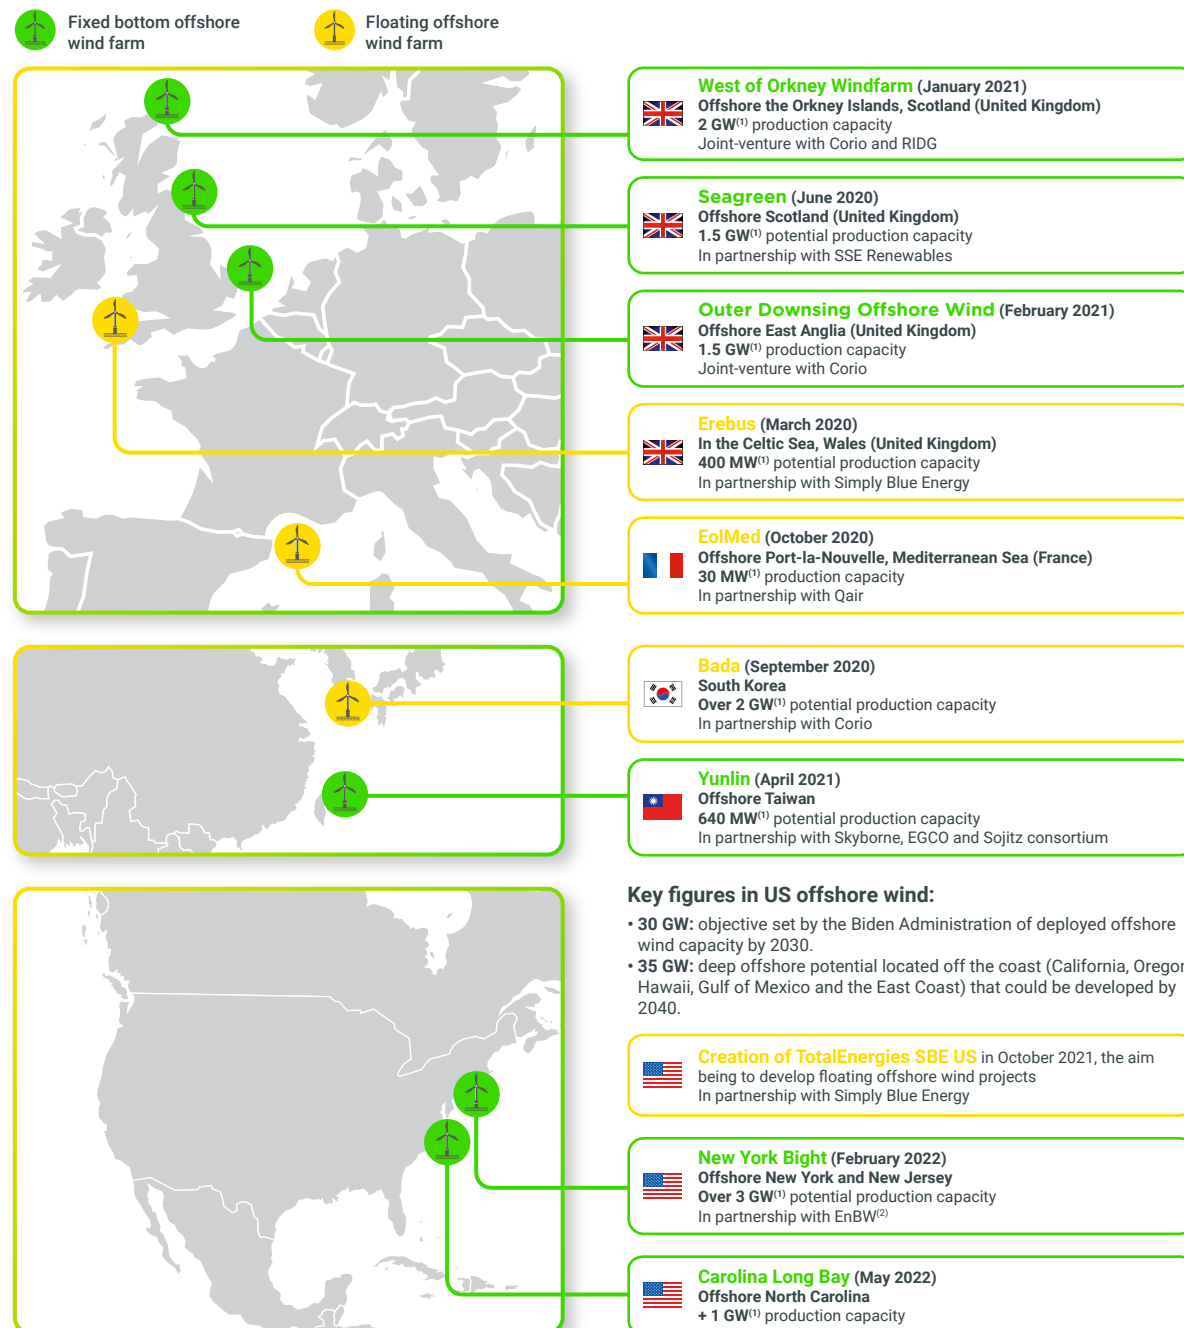 Fixed bottom offshore
wind farm
Floating offshore
wind farm
West of Orkney Windfarm (January 2021)
Offshore the Orkney Islands, Scotland (United Kingdom)
2 GW(1) production capacity
Joint-venture with Corio and RIDG
Seagreen (June 2020)
Offshore Scotland (United Kingdom)
1.5 GW(1) potential production capacity
In partnership with SSE Renewables
Outer Downsing Offshore Wind (February 2021)
Offshore East Anglia (United Kingdom)
1.5 GW(1) production capacity
Joint-venture with Corio
Erebus (March 2020)
In the Celtic Sea, Wales (United Kingdom)
400 MW(1) potential production capacity
In partnership with Simply Blue Energy
EolMed (October 2020)
Offshore Port-la-Nouvelle, Mediterranean Sea (France)
30 MW(1) production capacity
In partnership with Qair
Bada (September 2020)
South Korea
Over 2 GW(1) potential production capacity
In partnership with Corio
Yunlin (April 2021)
Offshore Taiwan
640 MW(1) potential production capacity
In partnership with Skyborne, EGCO and Sojitz consortium
Key figures in US offshore wind:
• 30 GW: objective set by the Biden Administration of deployed offshore
wind capacity by 2030.
• 35 GW: deep offshore potential located off the coast (California, Oregon
Hawaii, Gulf of Mexico and the East Coast) that could be developed by
2040.
Creation of TotalEnergies SBE US in October 2021, the aim
being to develop floating offshore wind projects
In partnership with Simply Blue Energy
New York Bight (February 2022)
Offshore New York and New Jersey
Over 3 GW(1) potential production capacity
In partnership with EnBW(2)
Carolina Long Bay (May 2022)
Offshore North Carolina
+ 1 GW(1) production capacity